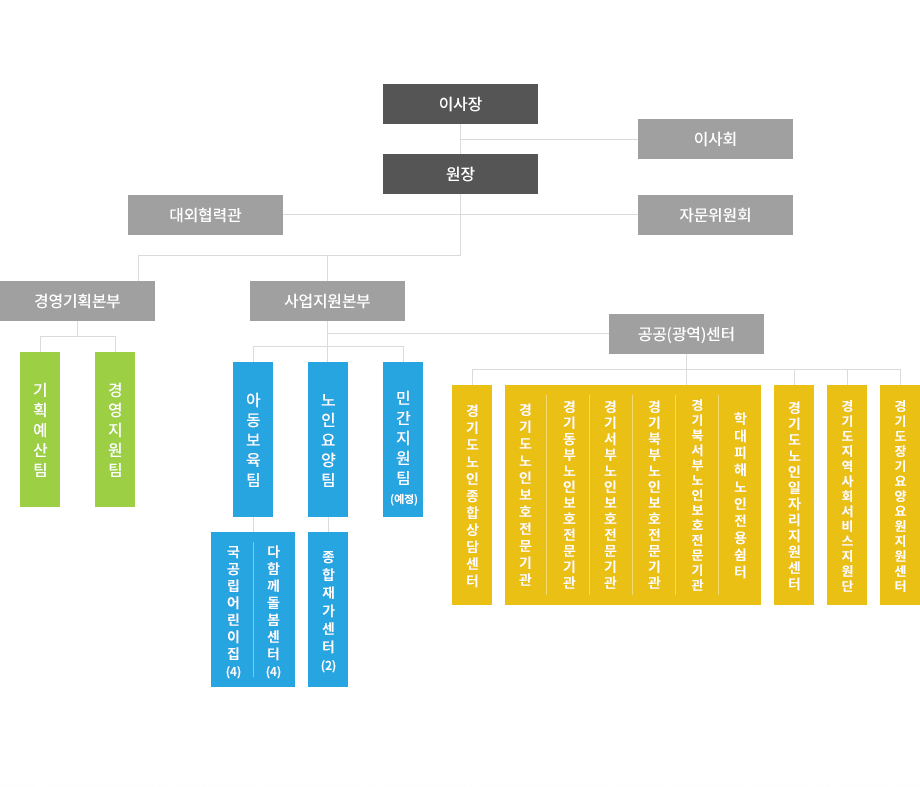 이사장
이사회
원장
대외협력관
자문위원회
경영기획본부
사업지원본부
공공(광역)센터
기획예산팀
경영지원팀
아동보육팀
노인요양팀
민간지원팀
(예정)
국공립어린이집
(4)
다함께돌봄센터
(4)
종합재가센터
(2)
경기도노인종합상담센터
경기도노인보호전문기관
경기동부노인보호전문기관
경기서부노인보호전문기관
경기북부노인보호전문기관
경기북서부노인보호전문기관
학대피해노인전용쉼터
경기도노인일자리지원센터
경기도지역사회서비스지원단
경기도장기요양요원지원센터